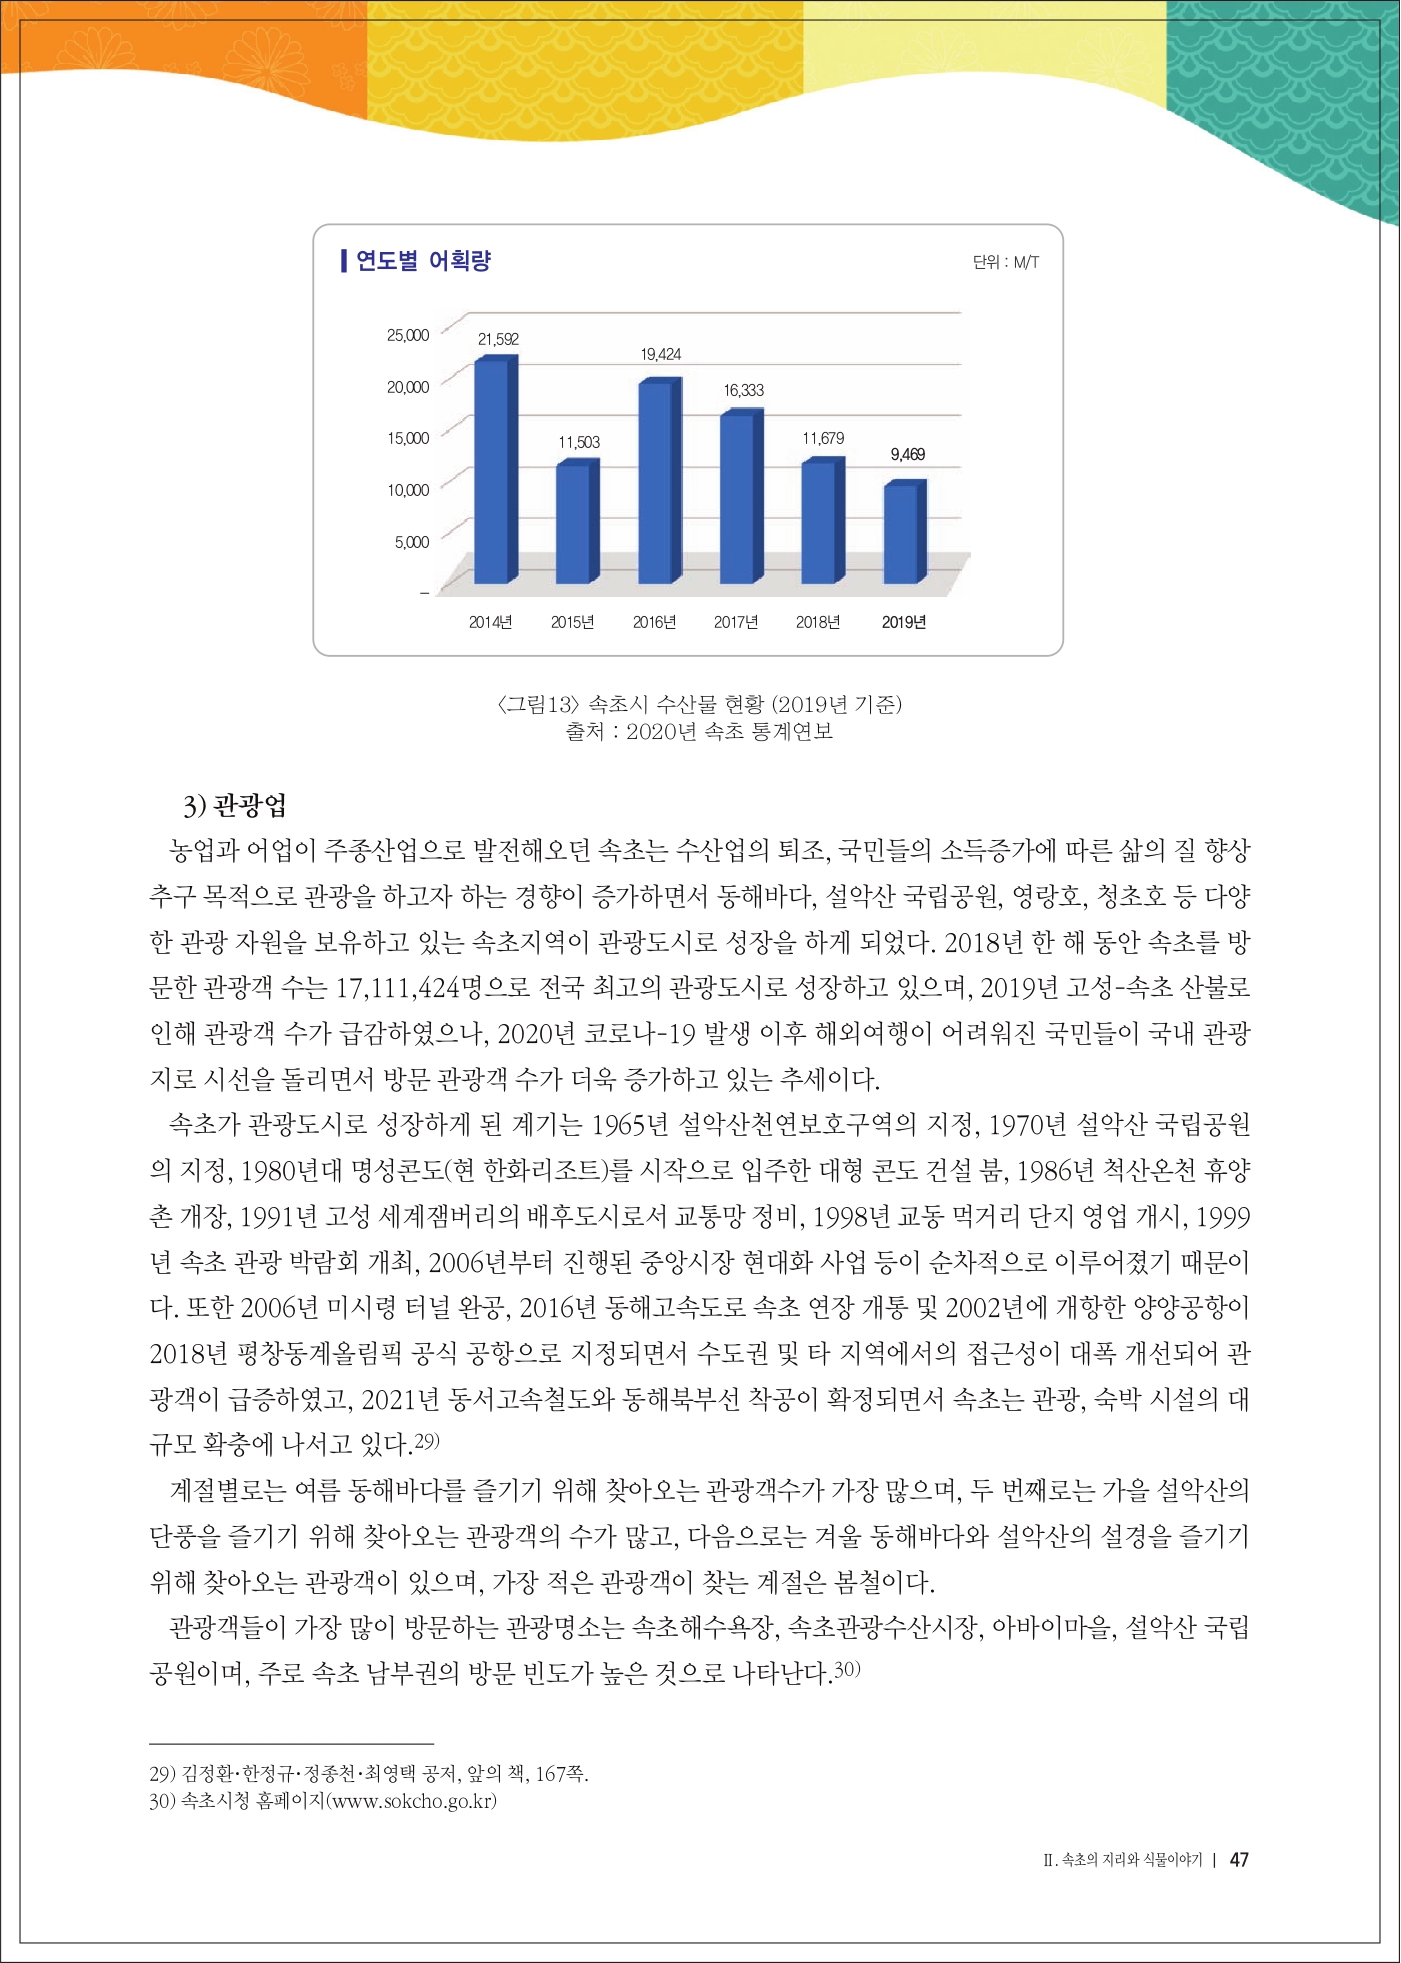 연도별 어획량
단위 : M/T
25,000
20,000
15,000
10,000
5,000
–
21,592
11,503
19,424
16,333
11,679
9,469
2014년 2015년 2016년 2017년 2018년 2019년
〈그림13〉 속초시 수산물 현황 (2019년 기준)
출처 : 2020년 속초 통계연보
3) 관광업
농업과 어업이 주종산업으로 발전해오던 속초는 수산업의 퇴조, 국민들의 소득증가에 따른 삶의 질 향상
추구 목적으로 관광을 하고자 하는 경향이 증가하면서 동해바다, 설악산 국립공원, 영랑호, 청초호 등 다양
한 관광 자원을 보유하고 있는 속초지역이 관광도시로 성장을 하게 되었다. 2018년 한 해 동안 속초를 방
문한 관광객 수는 17,111,424명으로 전국 최고의 관광도시로 성장하고 있으며, 2019년 고성-속초 산불로
인해 관광객 수가 급감하였으나, 2020년 코로나-19 발생 이후 해외여행이 어려워진 국민들이 국내 관광
지로 시선을 돌리면서 방문 관광객 수가 더욱 증가하고 있는 추세이다.
속초가 관광도시로 성장하게 된 계기는 1965년 설악산천연보호구역의 지정, 1970년 설악산 국립공원
의 지정, 1980년대 명성콘도(현 한화리조트)를 시작으로 입주한 대형 콘도 건설 붐, 1986년 척산온천 휴양
촌 개장, 1991년 고성 세계잼버리의 배후도시로서 교통망 정비, 1998년 교동 먹거리 단지 영업 개시, 1999
년 속초 관광 박람회 개최, 2006년부터 진행된 중앙시장 현대화 사업 등이 순차적으로 이루어졌기 때문이
다. 또한 2006년 미시령 터널 완공, 2016년 동해고속도로 속초 연장 개통 및 2002년에 개항한 양양공항이
2018년 평창동계올림픽 공식 공항으로 지정되면서 수도권 및 타 지역에서의 접근성이 대폭 개선되어 관
광객이 급증하였고, 2021년 동서고속철도와 동해북부선 착공이 확정되면서 속초는 관광, 숙박 시설의 대
규모 확충에 나서고 있다.29)
계절별로는 여름 동해바다를 즐기기 위해 찾아오는 관광객수가 가장 많으며, 두 번째로는 가을 설악산의
단풍을 즐기기 위해 찾아오는 관광객의 수가 많고, 다음으로는 겨울 동해바다와 설악산의 설경을 즐기기
위해 찾아오는 관광객이 있으며, 가장 적은 관광객이 찾는 계절은 봄철이다.
관광객들이 가장 많이 방문하는 관광명소는 속초해수욕장, 속초관광수산시장, 아바이마을, 설악산 국립
공원이며, 주로 속초 남부권의 방문 빈도가 높은 것으로 나타난다.30)
29) 김정환·한정규·정종천·최영택 공저, 앞의 책, 167쪽.
30) 속초시청 홈페이지(www.sokcho.go.kr)
Ⅱ. 속초의 지리와 식물이야기 | 47